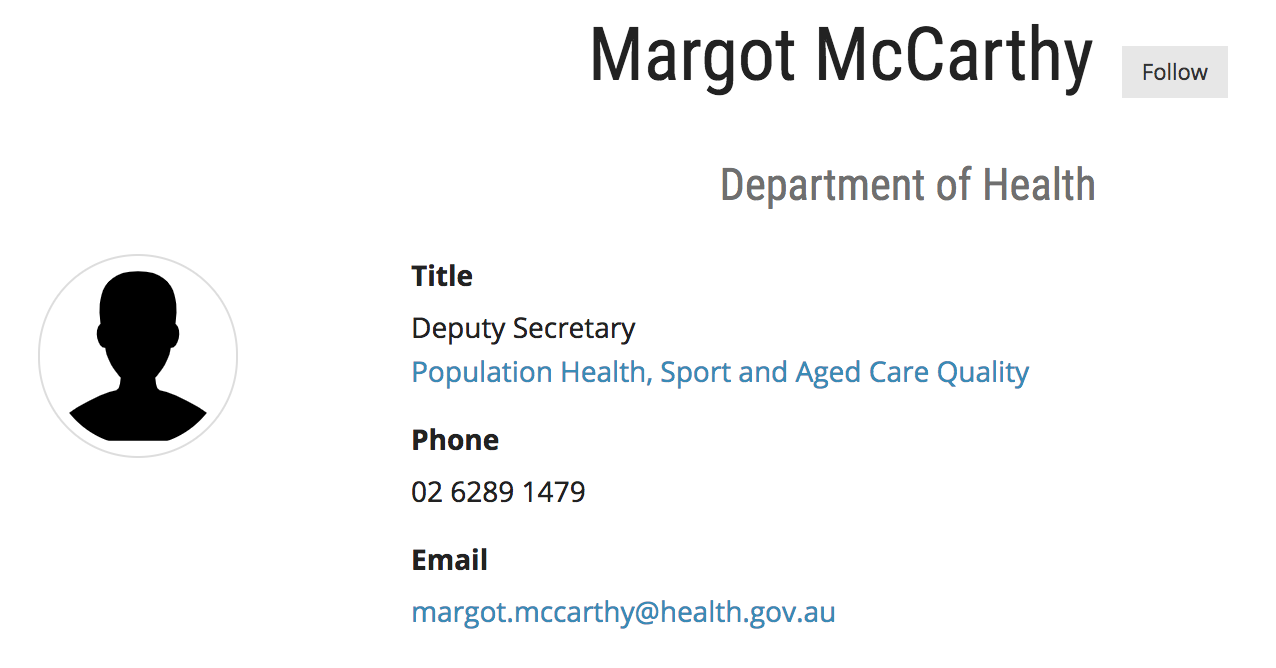 Margot McCarthy
Follow
Department of Health
Title
Deputy Secretary
Population Health, Sport and Aged Care Quality
Phone
02 6289 1479
Email
margot.mccarthy@health.gov.au